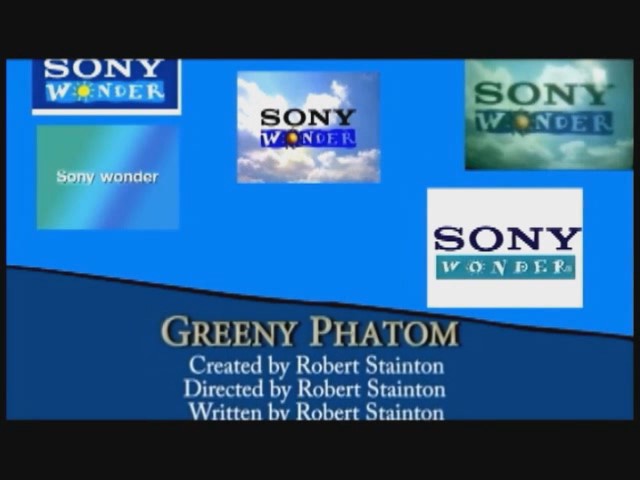 SONY
WONDER
Sony wonder
SONY
WONDER
SONY
WONDER
SONY
WONDER
GREENY PHATOM
Created by Robert Stainton
Directed by Robert Stainton
Written by Robert Stainton